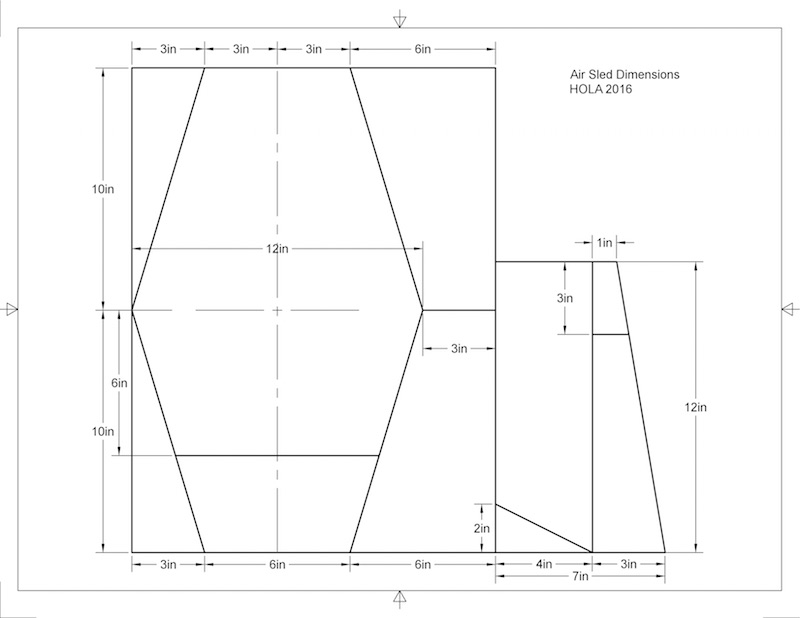 3in 3in 3in 6in
Air Sled Dimensions
HOLA 2016
10in
12in
1in
3in
3in
6in
12in
10in
2in
3in 6in 6in 4in 3in
7in